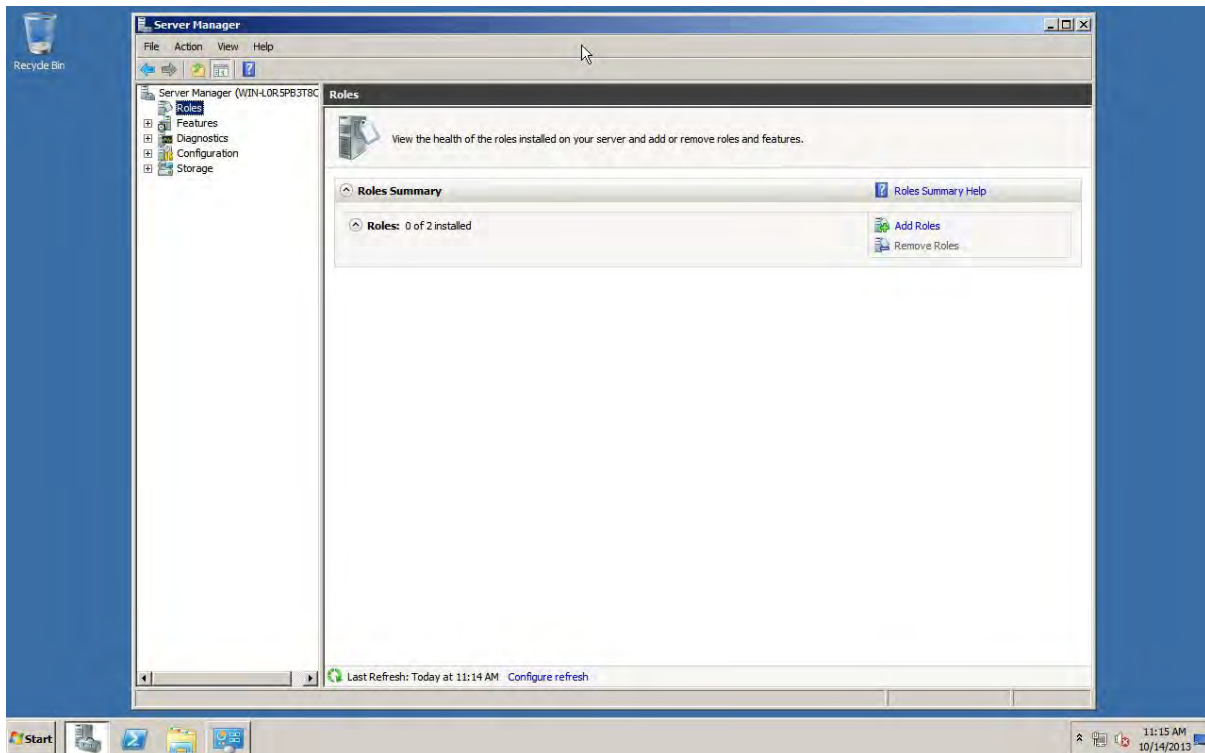 Recycle Bin
Server Manager
File Action View Help
Server Manager (WIN-L0R5PB3T8C
Roles
Features
Diagnostics
Configuration
Storage
Roles
View the health of the roles installed on your server and add or remove roles and features.
Roles Summary
Roles Summary Help
Roles: 0 of 2 installed
Add Roles
Remove Roles
Last Refresh: Today at 11:14 AM Configure refresh
Start
11:15 AM
10/14/2013